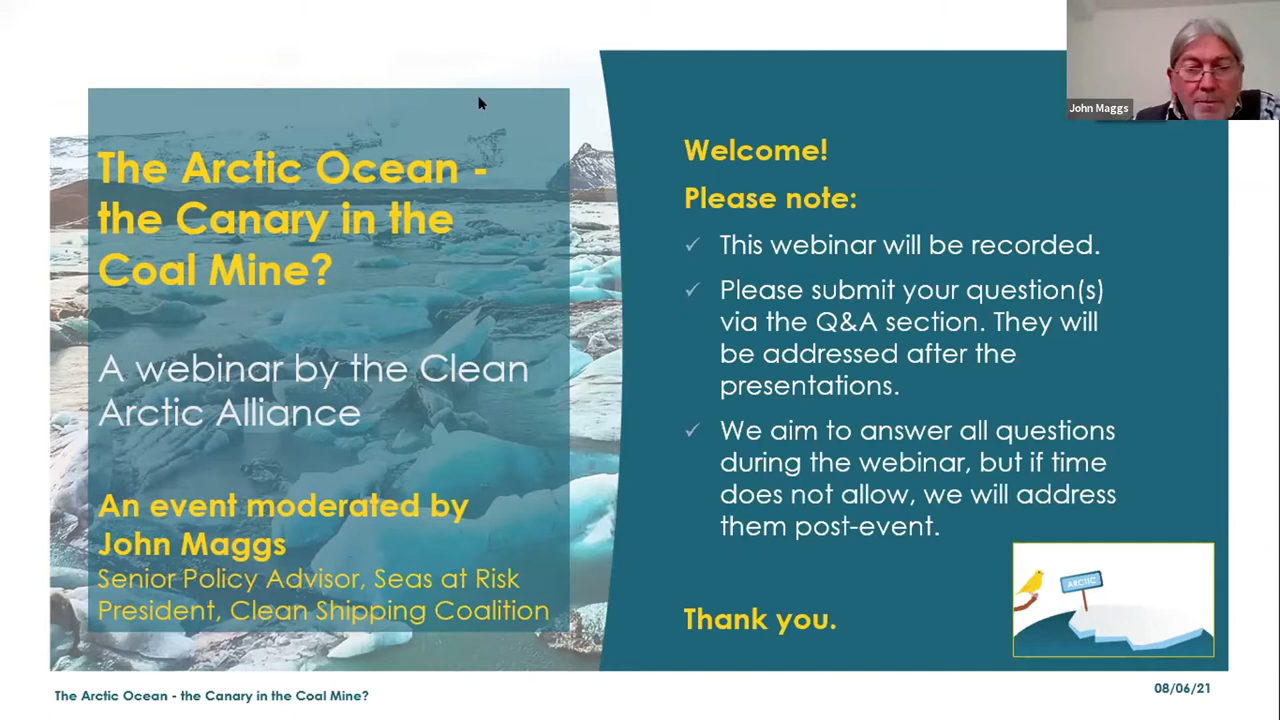 John Maggs
The Arctic Ocean -
the Canary in the
Coal Mine?
A webinar by the Clean
Arctic Alliance
An event moderated by
John Maggs
Senior Policy Advisor, Seas at Risk
President, Clean Shipping Coalition
Welcome!
Please note:
✓ This webinar will be recorded.
✓ Please submit your question(s)
via the Q&A section. They will
be addressed after the
presentations.
✓ We aim to answer all questions
during the webinar, but if time
does not allow, we will address
them post-event.
Thank you.
ARCTIC
The Arctic Ocean - the Canary in the Coal Mine?
08/06/21